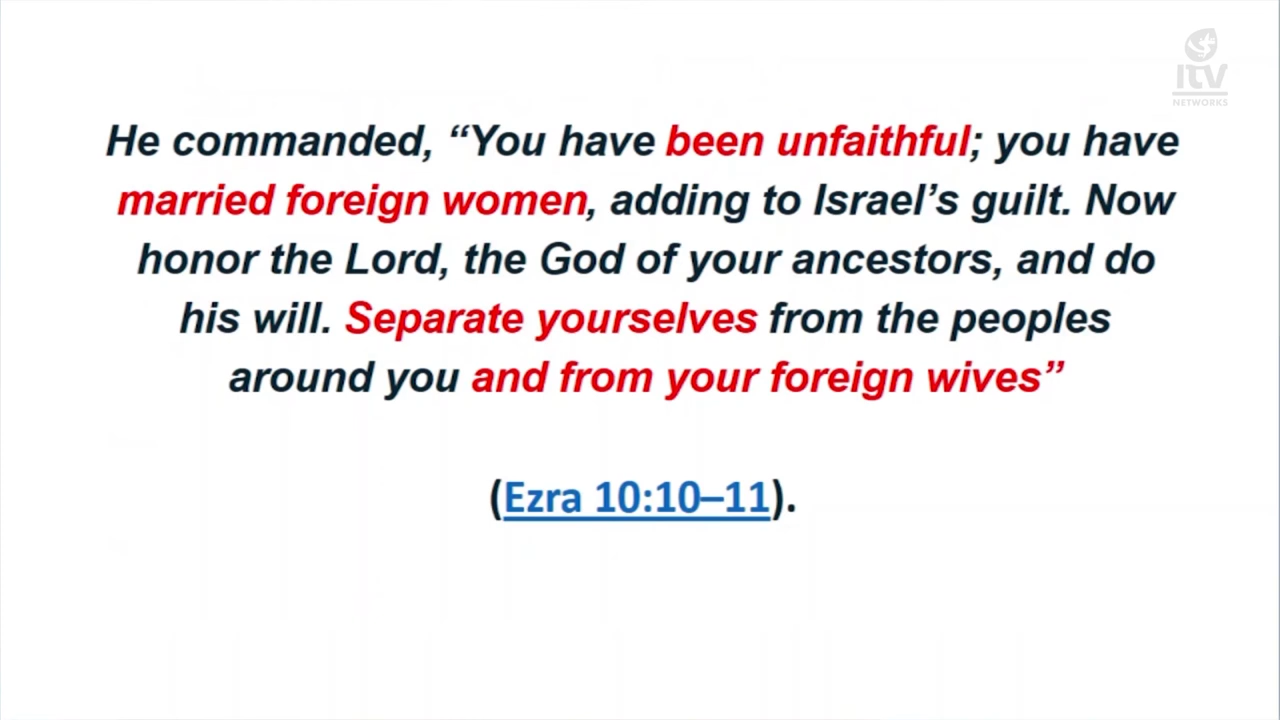 ITV
NETWORKS
He commanded, “You have been unfaithful; you have
married foreign women, adding to Israel’s guilt. Now
honor the Lord, the God of your ancestors, and do
his will. Separate yourselves from the peoples
around you and from your foreign wives”
(Ezra 10:10–11).